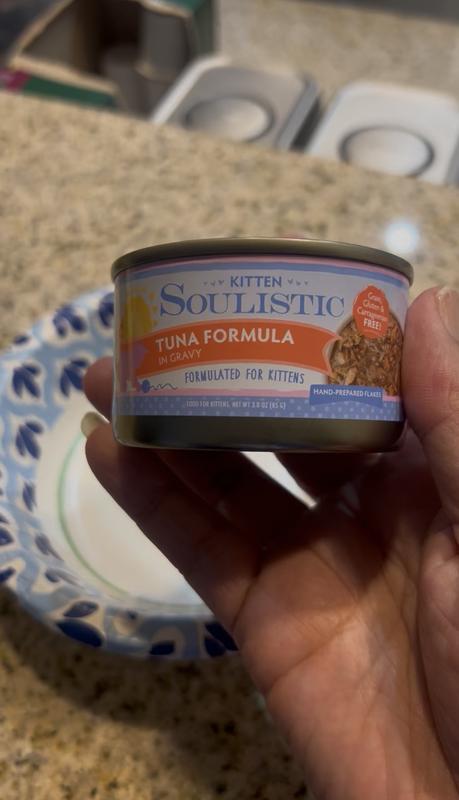 KITTEN
SOULISTIC
TUNA FORMULA
IN GRAVY
FORMULATED FOR KITTENS
Grain,
Gluten &
Carrageenan
FREE!
HAND-PREPARED FLAKES
FOOD FOR KITTENS. NET WT 3.0 OZ (85 G)